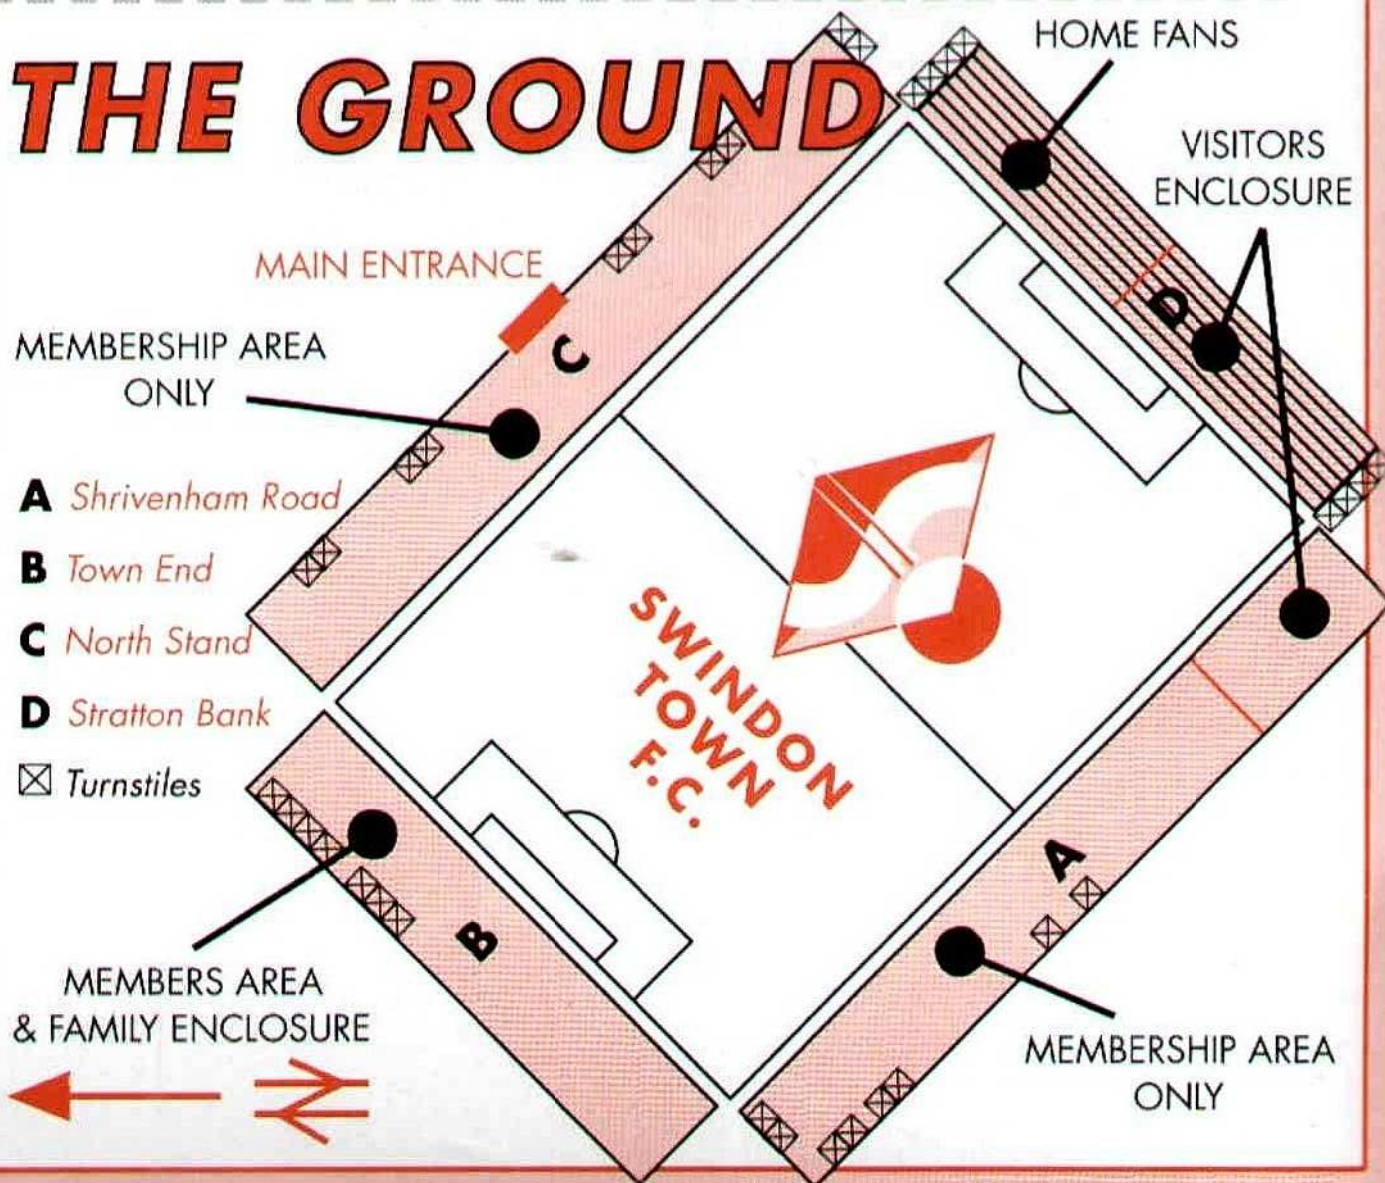 THE GROUND
HOME FANS
VISITORS
ENCLOSURE
MAIN ENTRANCE
MEMBERSHIP AREA
ONLY
C
D
A Shrivenham Road
B Town End
C North Stand
D Stratton Bank
Turnstiles
SWINDON
TOWN
F.C.
A
B
MEMBERS AREA
& FAMILY ENCLOSURE
MEMBERSHIP AREA
ONLY